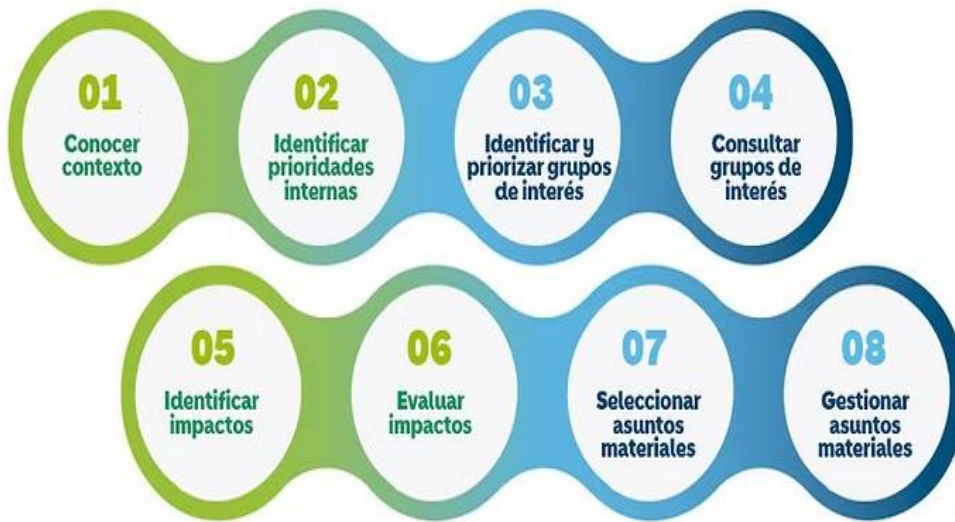 01
Conocer
contexto
02
Identificar
prioridades
internas
03
Identificar y
priorizar grupos
de interés
04
Consultar
grupos de
interés
05
Identificar
impactos
06
Evaluar
impactos
07
Seleccionar
asuntos
materiales
08
Gestionar
asuntos
materiales